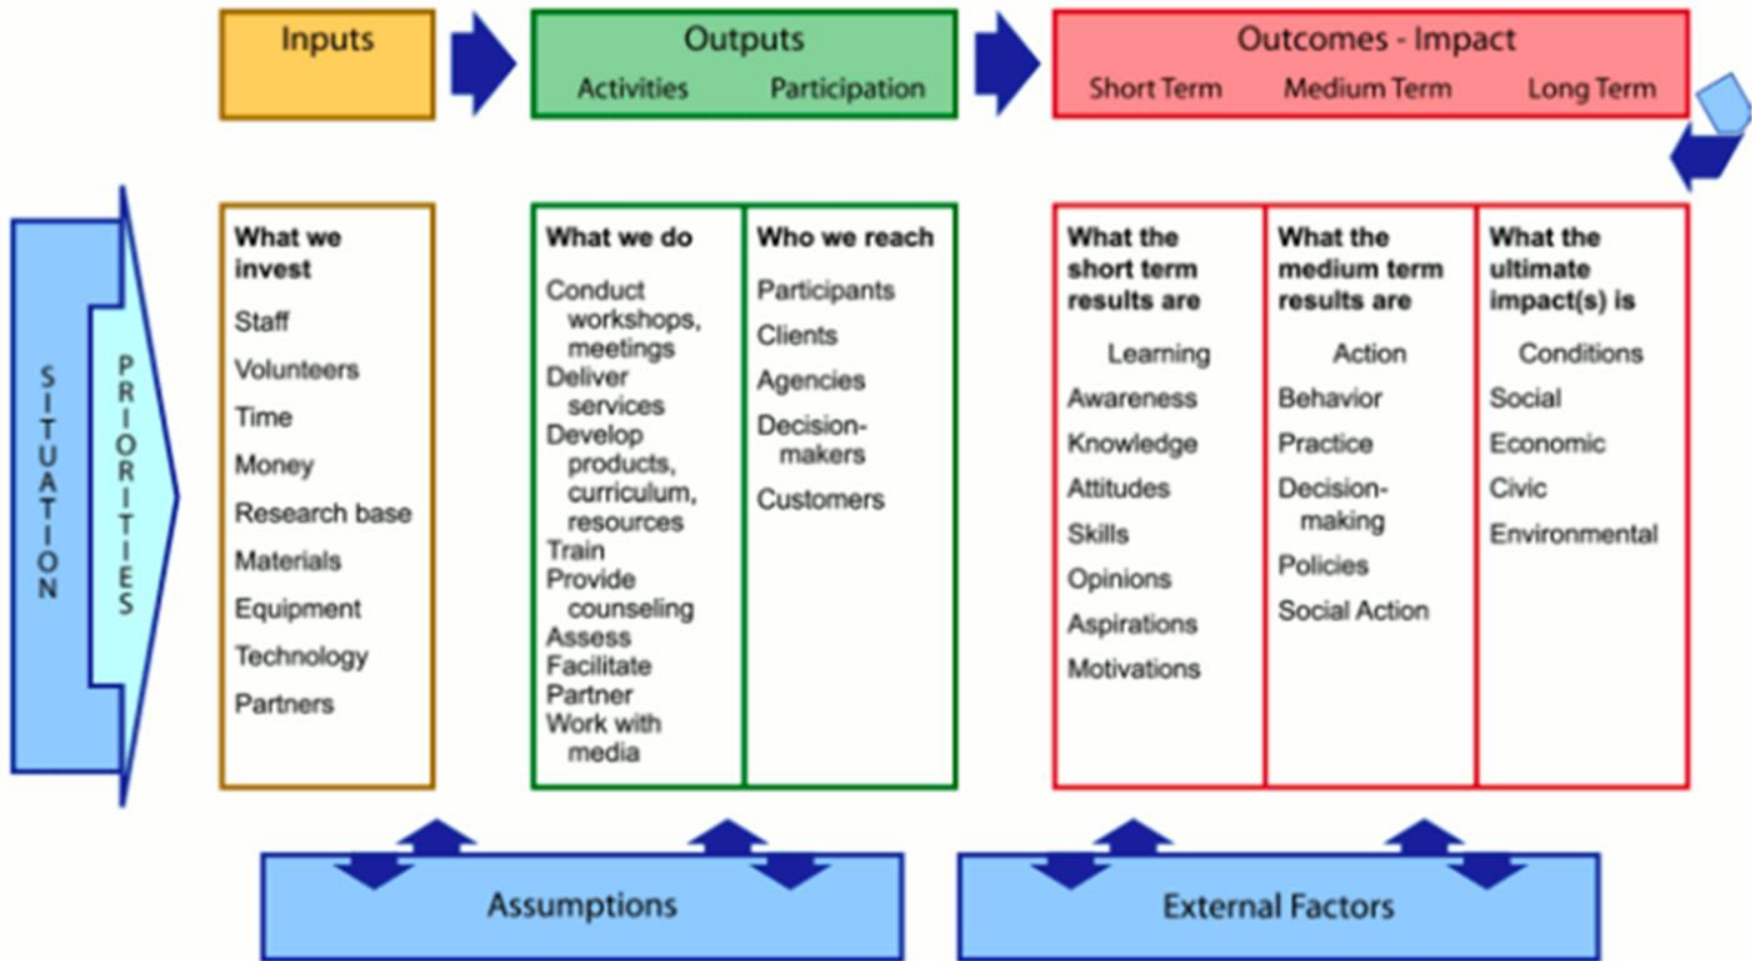 Inputs
Outputs
Activities
Participation
Outcomes - Impact
Short Term
Medium Term
Long Term
SITUATION
PRIORITIES
What we
invest
Staff
Volunteers
Time
Money
Research base
Materials
Equipment
Technology
Partners
What we do
Conduct
workshops,
meetings
Deliver
services
Develop
products,
curriculum,
resources
Train
Provide
counseling
Assess
Facilitate
Partner
Work with
media
Who we reach
Participants
Clients
Agencies
Decision-
makers
Customers
What the
short term
results are
Learning
Awareness
Knowledge
Attitudes
Skills
Opinions
Aspirations
Motivations
What the
medium term
results are
Action
Behavior
Practice
Decision-
making
Policies
Social Action
What the
ultimate
impact(s) is
Conditions
Social
Economic
Civic
Environmental
Assumptions
External Factors